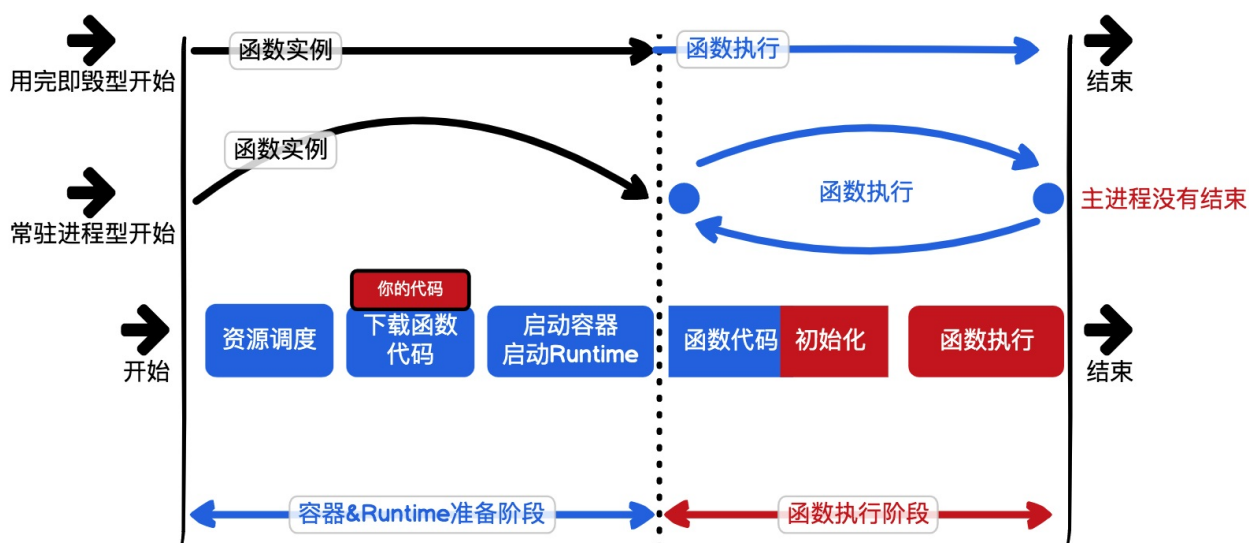 函数实例
函数执行
用完即毁型开始
结束
函数实例
函数执行
常驻进程型开始
主进程没有结束
你的代码
资源调度
下载函数
代码
启动容器
启动Runtime
函数代码
初始化
函数执行
开始
结束
容器&Runtime准备阶段
函数执行阶段